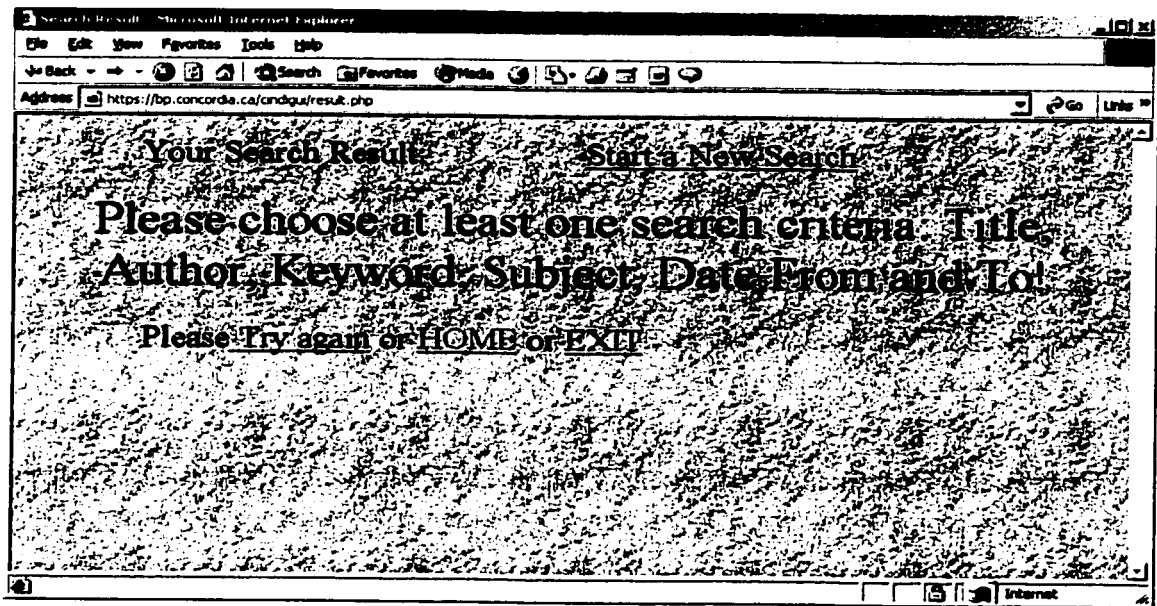 Search Result - Microsoft Internet Explorer
File Edit View Favorites Tools Help
Back Search Favorites Media
Address https://bp.concordia.ca/cindigui/result.php Go Links »
Your Search Result: Start a New Search
Please choose at least one search criteria. Title,
Author, Keyword, Subject, Date From and To!
Please Try again or HOME or EXIT
Internet